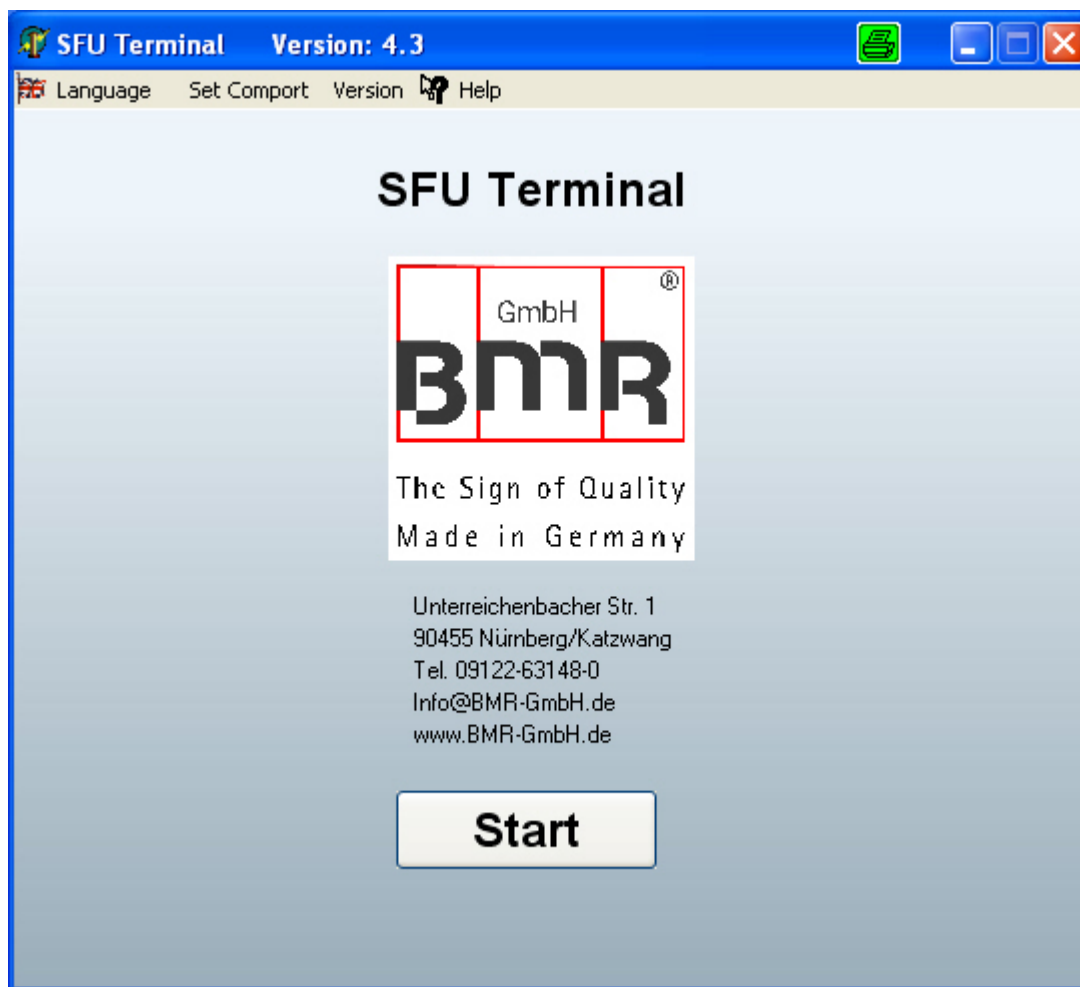 SFU Terminal Version: 4.3
Language Set Comport Version Help
SFU Terminal
®
GmbH
BMR
The Sign of Quality
Made in Germany
Unterreichenbacher Str. 1
90455 Nürnberg/Katzwang
Tel. 09122-63148-0
Info@BMR-GmbH.de
www.BMR-GmbH.de
Start